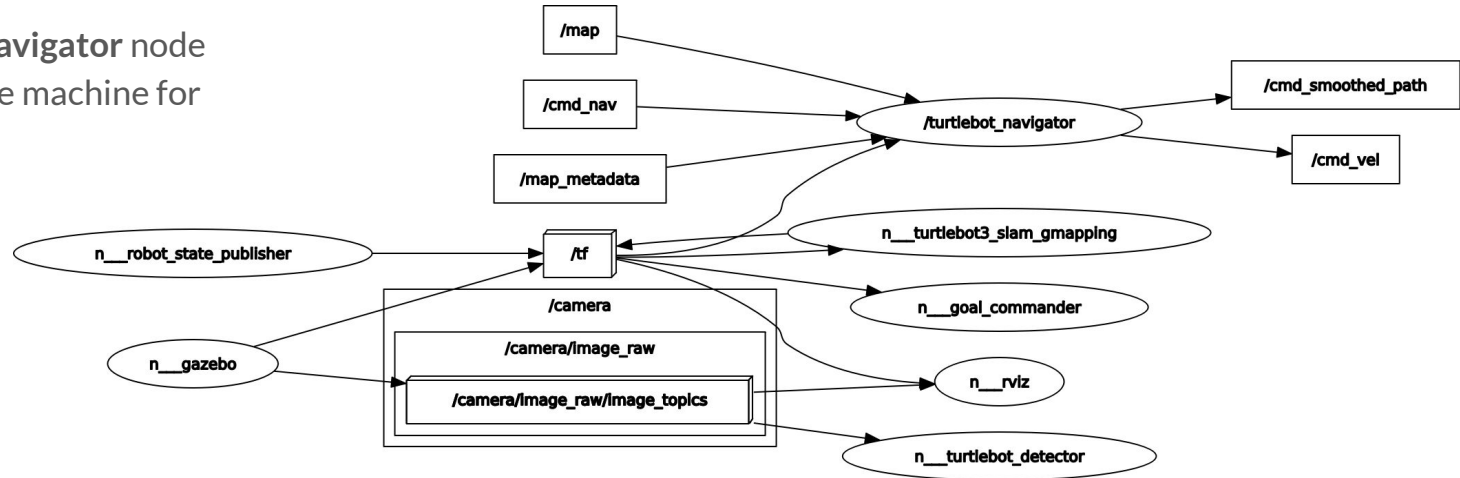 avigator node
e machine for
/map
/cmd_nav
/map_metadata
/turtlebot_navigator
/cmd_smoothed_path
/cmd_vel
n__robot_state_publisher
/tf
n__turtlebot3_slam_gmapping
n__goal_commander
/camera
/camera/image_raw
n__gazebo
/camera/image_raw/image_topics
n__rviz
n__turtlebot_detector